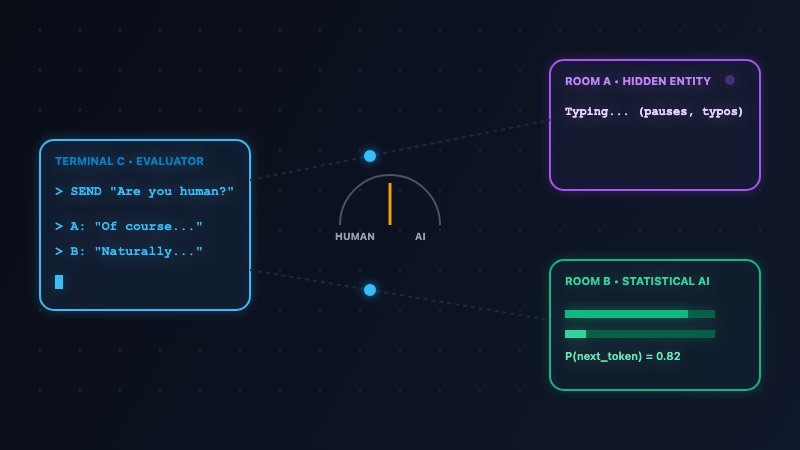 TERMINAL C • EVALUATOR
> SEND "Are you human?"
> A: "Of course..."
> B: "Naturally..."
HUMAN
AI
ROOM A • HIDDEN ENTITY
Typing... (pauses, typos)
ROOM B • STATISTICAL AI
P(next_token) = 0.82